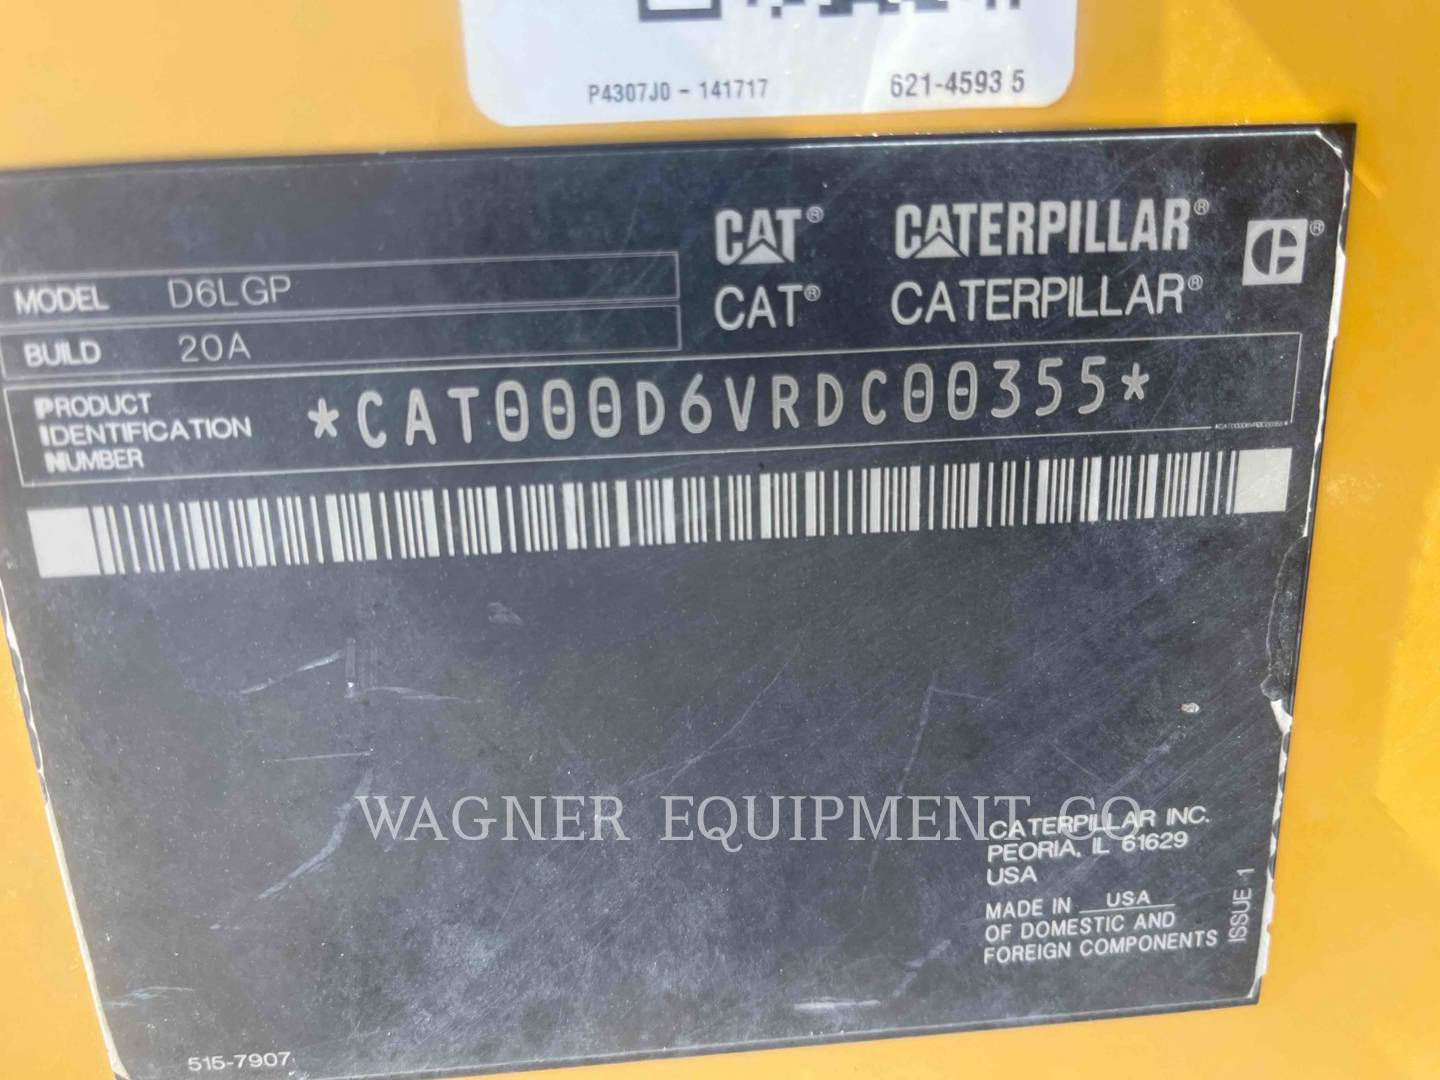 P4307J0 - 141717 621-4593 5
CAT® CATERPILLAR®
CAT® CATERPILLAR®
MODEL D6LGP
BUILD 20A
PRODUCT
IDENTIFICATION
NUMBER
*CAT000D6VRDC00355*
*CAT000D6VRDC00355*
WAGNER EQUIPMENT CO
CATERPILLAR INC.
PEORIA, IL 61629
USA
MADE IN USA
OF DOMESTIC AND
FOREIGN COMPONENTS
ISSUE 1
515-7907